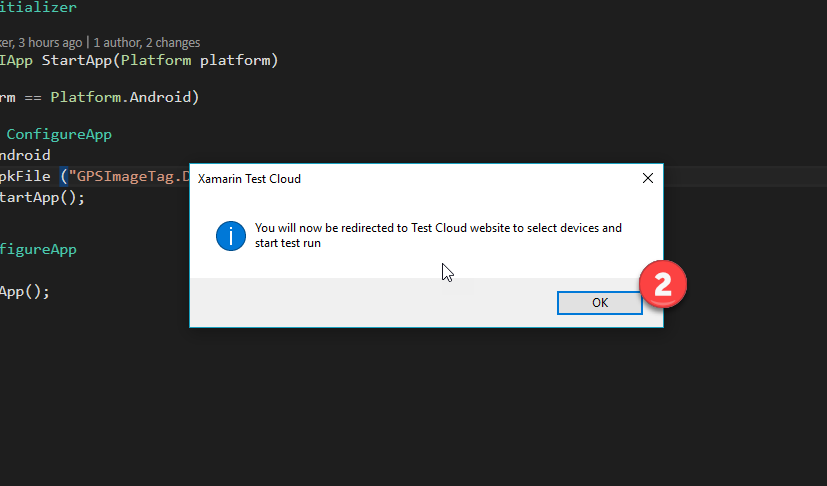 itializer
ker, 3 hours ago | 1 author, 2 changes
IApp StartApp(Platform platform)
rm == Platform.Android)
ConfigureApp
ndroid
pkFile ("GPSImageTag.D
tartApp();
figureApp
App();
Xamarin Test Cloud
You will now be redirected to Test Cloud website to select devices and
start test run
OK
2